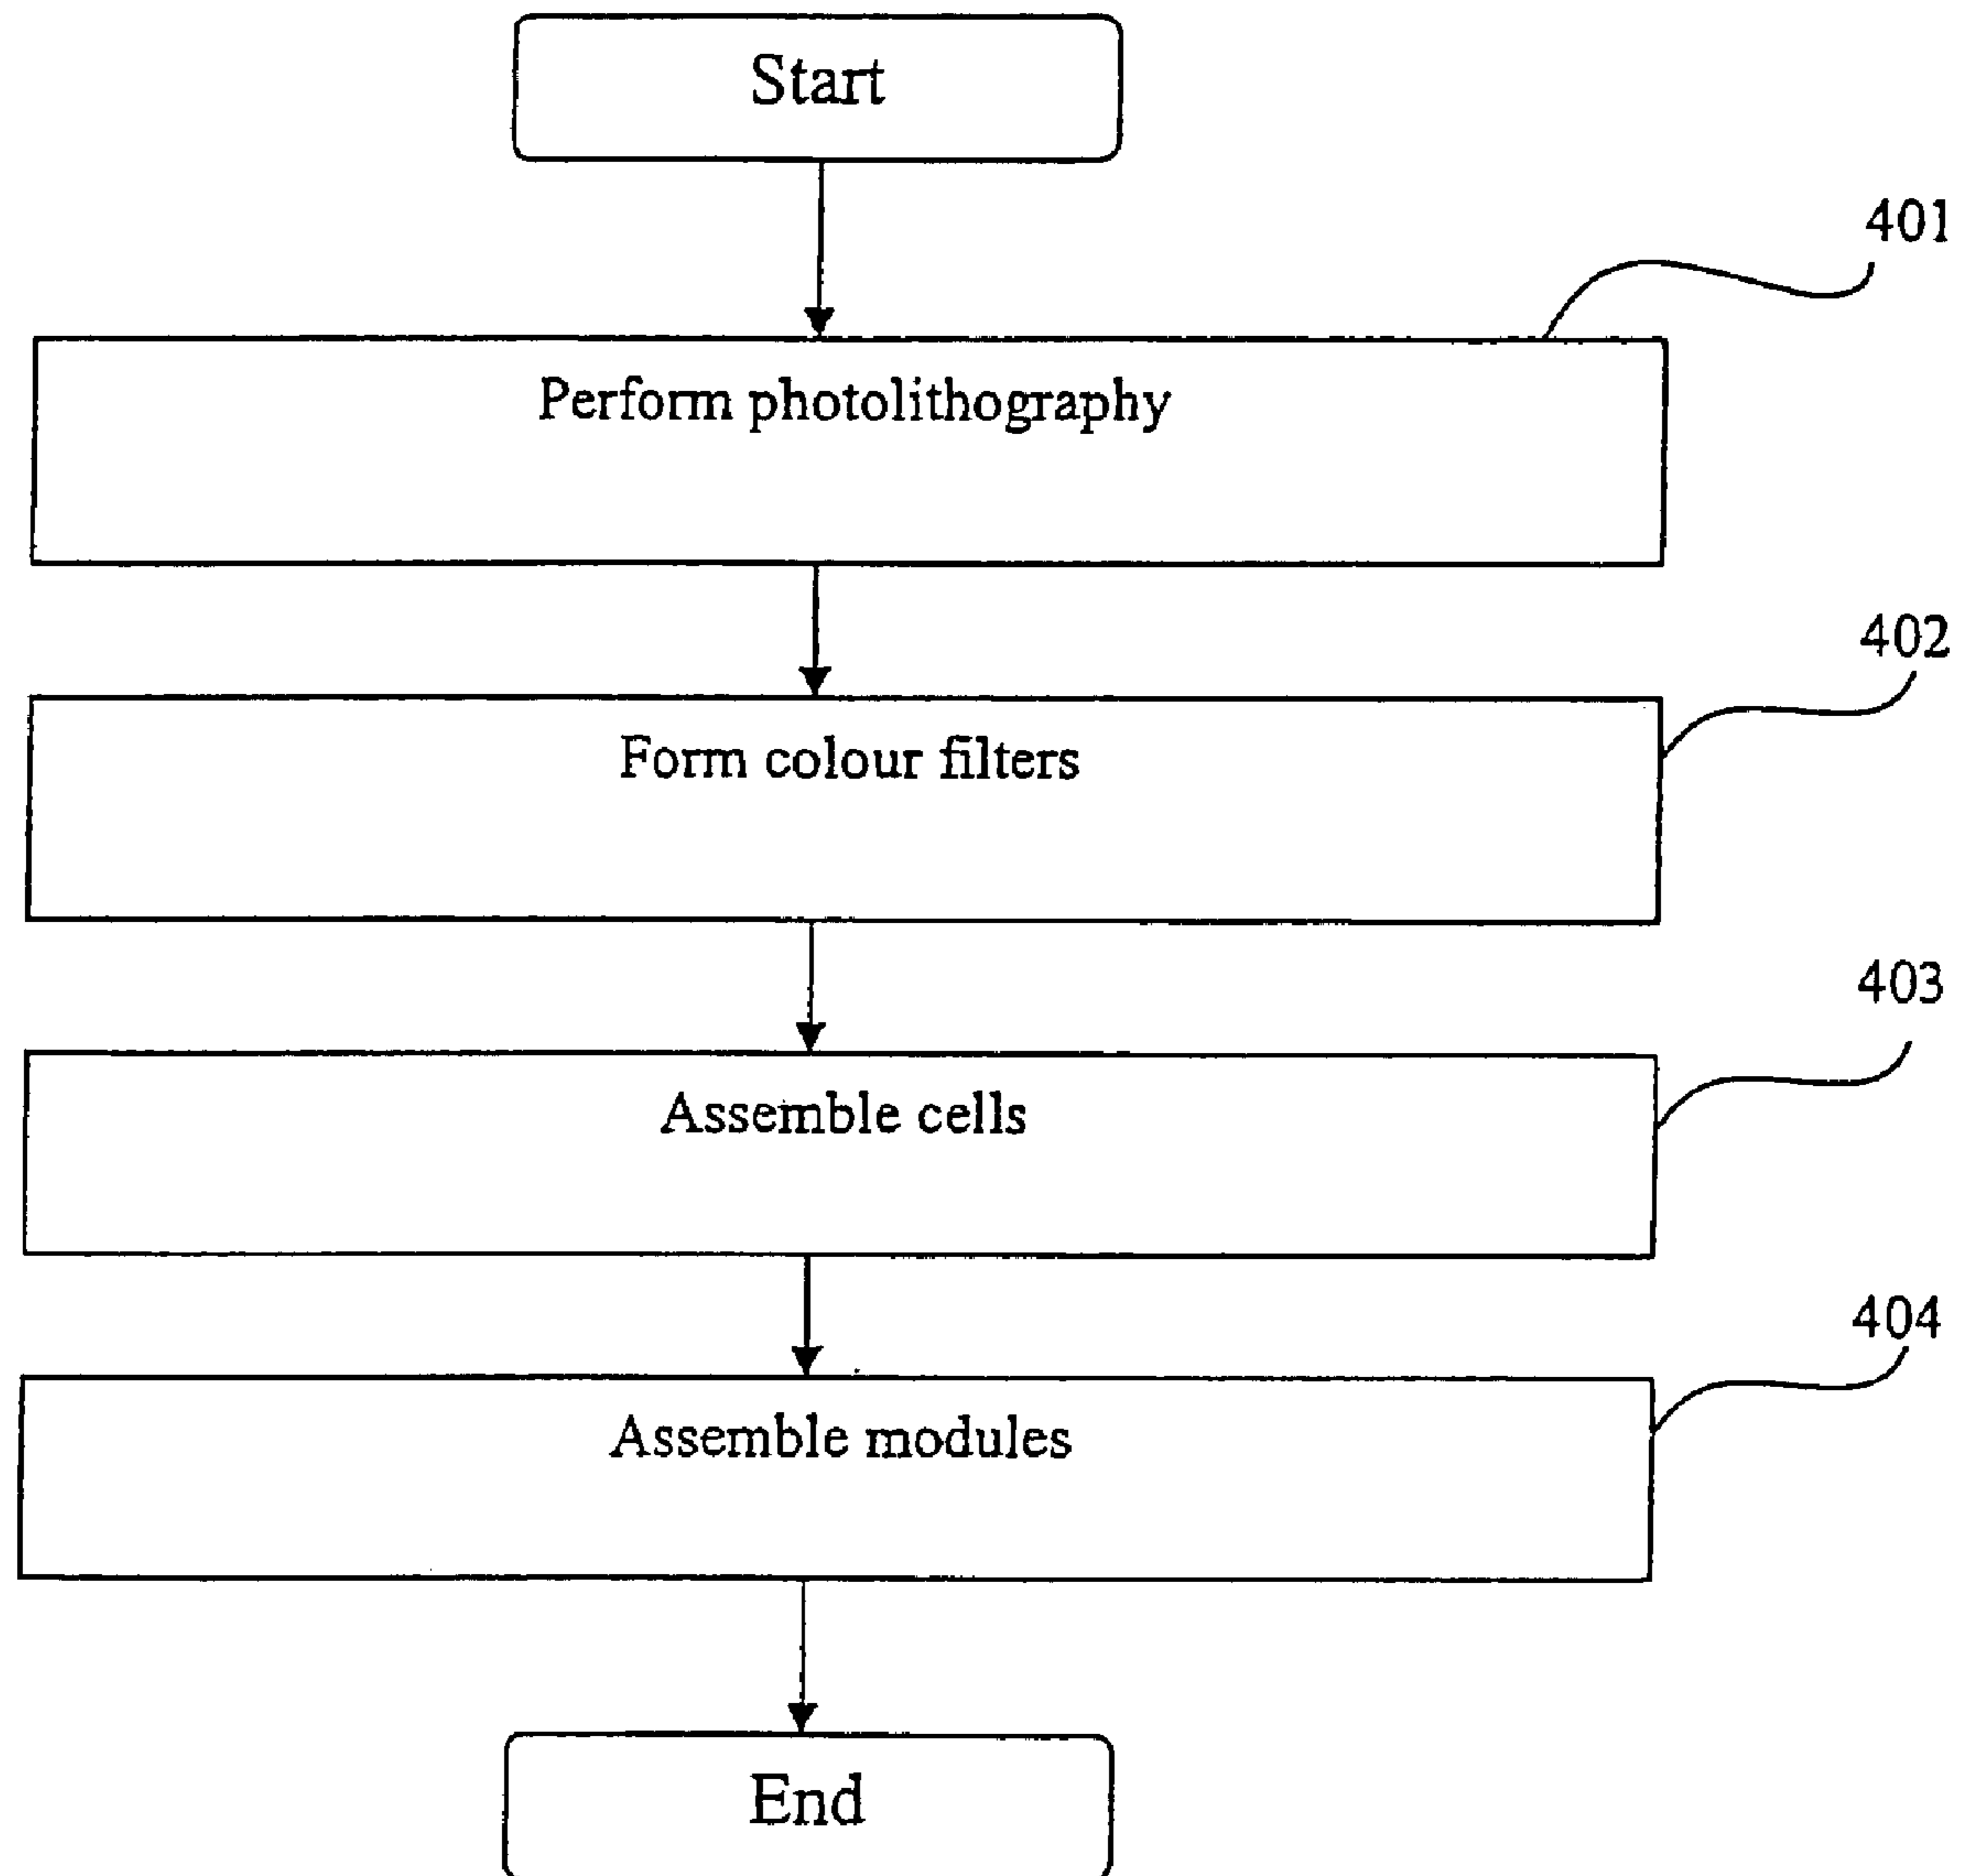 Start
401
Perform photolithography
402
Form colour filters
403
Assemble cells
404
Assemble modules
End